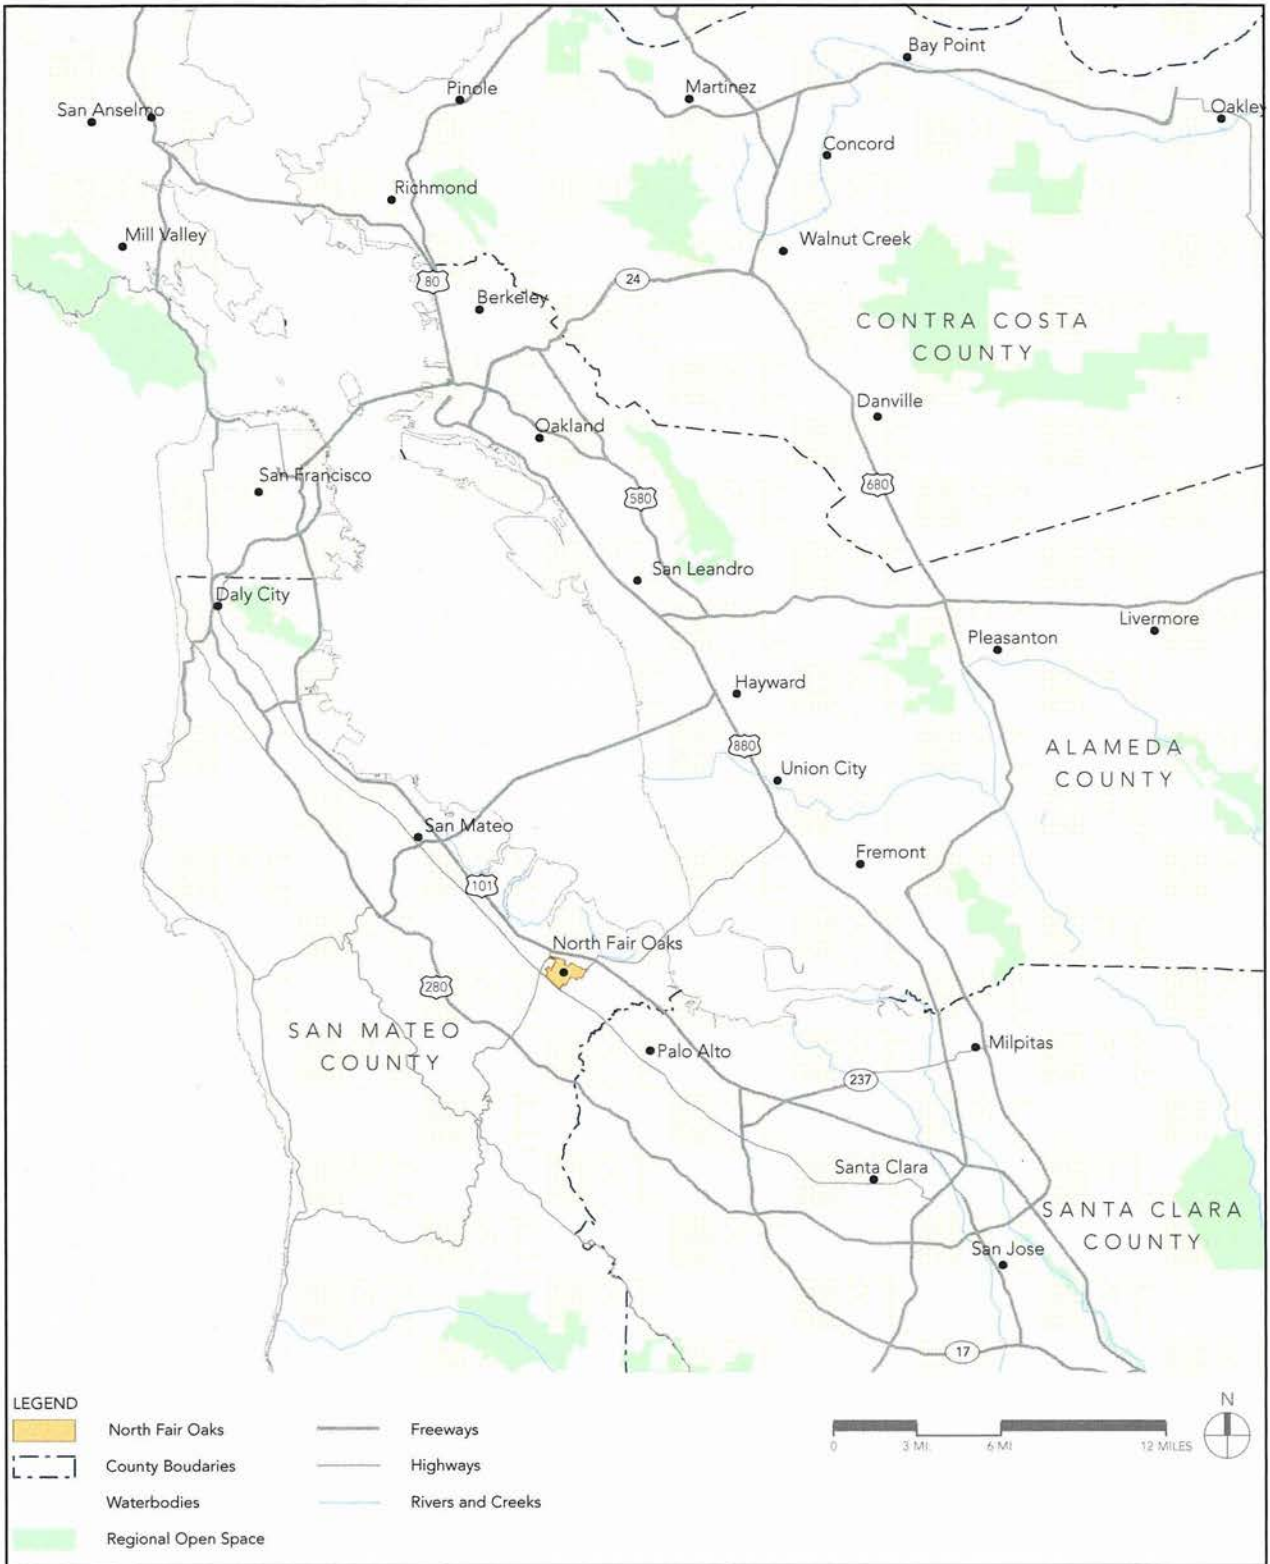 Bay Point
Pinole
Martinez
San Anselmo
Oakley
Concord
Richmond
Mill Valley
Walnut Creek
80
24
Berkeley
CONTRA COSTA
COUNTY
Danville
Oakland
San Francisco
580
680
San Leandro
Daly City
Livermore
Pleasanton
Hayward
880
ALAMEDA
COUNTY
Union City
San Mateo
Fremont
101
North Fair Oaks
280
SAN MATEO
COUNTY
Milpitas
Palo Alto
237
Santa Clara
SANTA CLARA
COUNTY
San Jose
17
LEGEND
North Fair Oaks
County Boudaries
Waterbodies
Regional Open Space
Freeways
Highways
Rivers and Creeks
0 3 MI. 6 MI 12 MILES
N